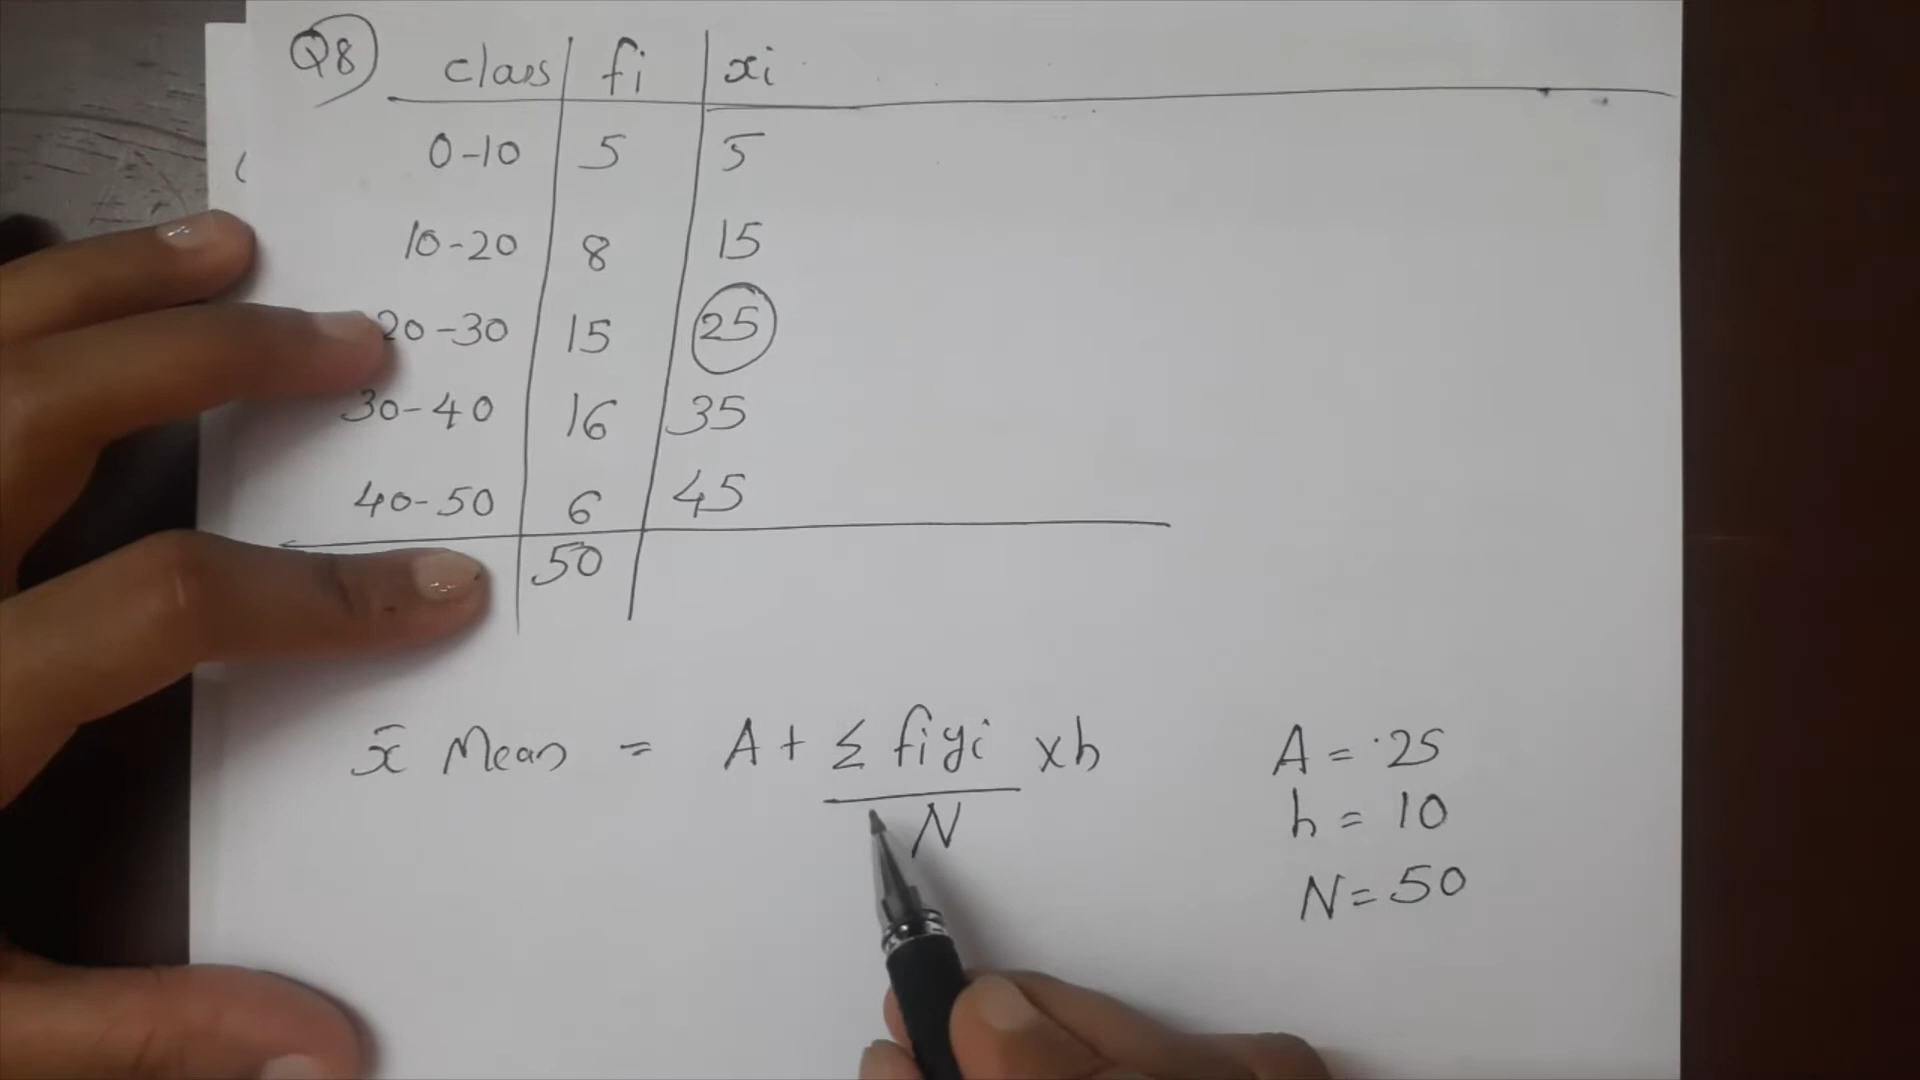 Q8 class fi xi
0-10 5 5
10-20 8 15
20-30 15 25
30-40 16 35
40-50 6 45
50
x̄ Mean = A + Σ fiyi × h
N
A = 25
h = 10
N = 50